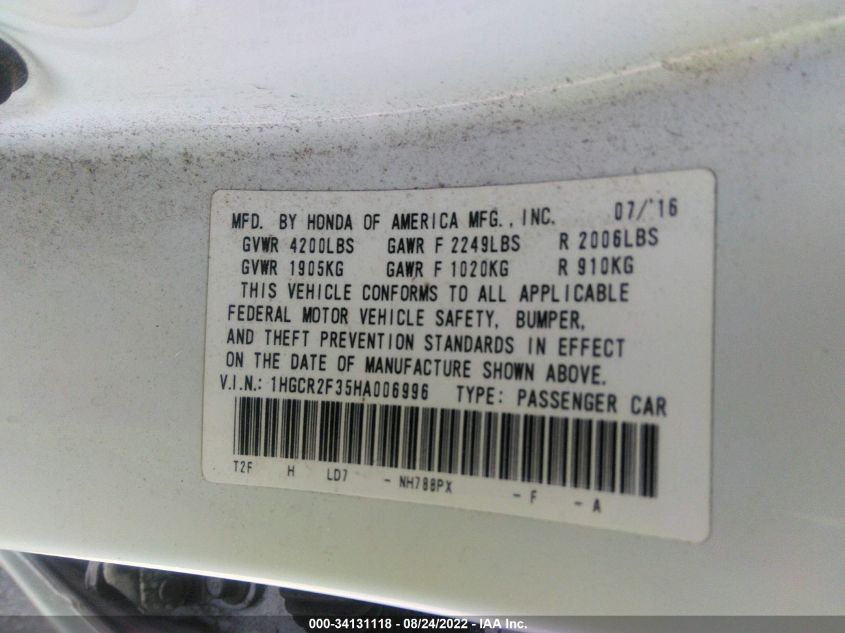 MFD. BY HONDA OF AMERICA MFG., INC. 07/'16
GVWR 4200LBS GAWR F 2249LBS R 2006LBS
GVWR 1905KG GAWR F 1020KG R 910KG
THIS VEHICLE CONFORMS TO ALL APPLICABLE
FEDERAL MOTOR VEHICLE SAFETY, BUMPER,
AND THEFT PREVENTION STANDARDS IN EFFECT
ON THE DATE OF MANUFACTURE SHOWN ABOVE.
V.I.N.: 1HGCR2F35HA006996 TYPE: PASSENGER CAR
T2F H LD7 - NH788PX - F - A
000-34131118 - 08/24/2022 - IAA Inc.